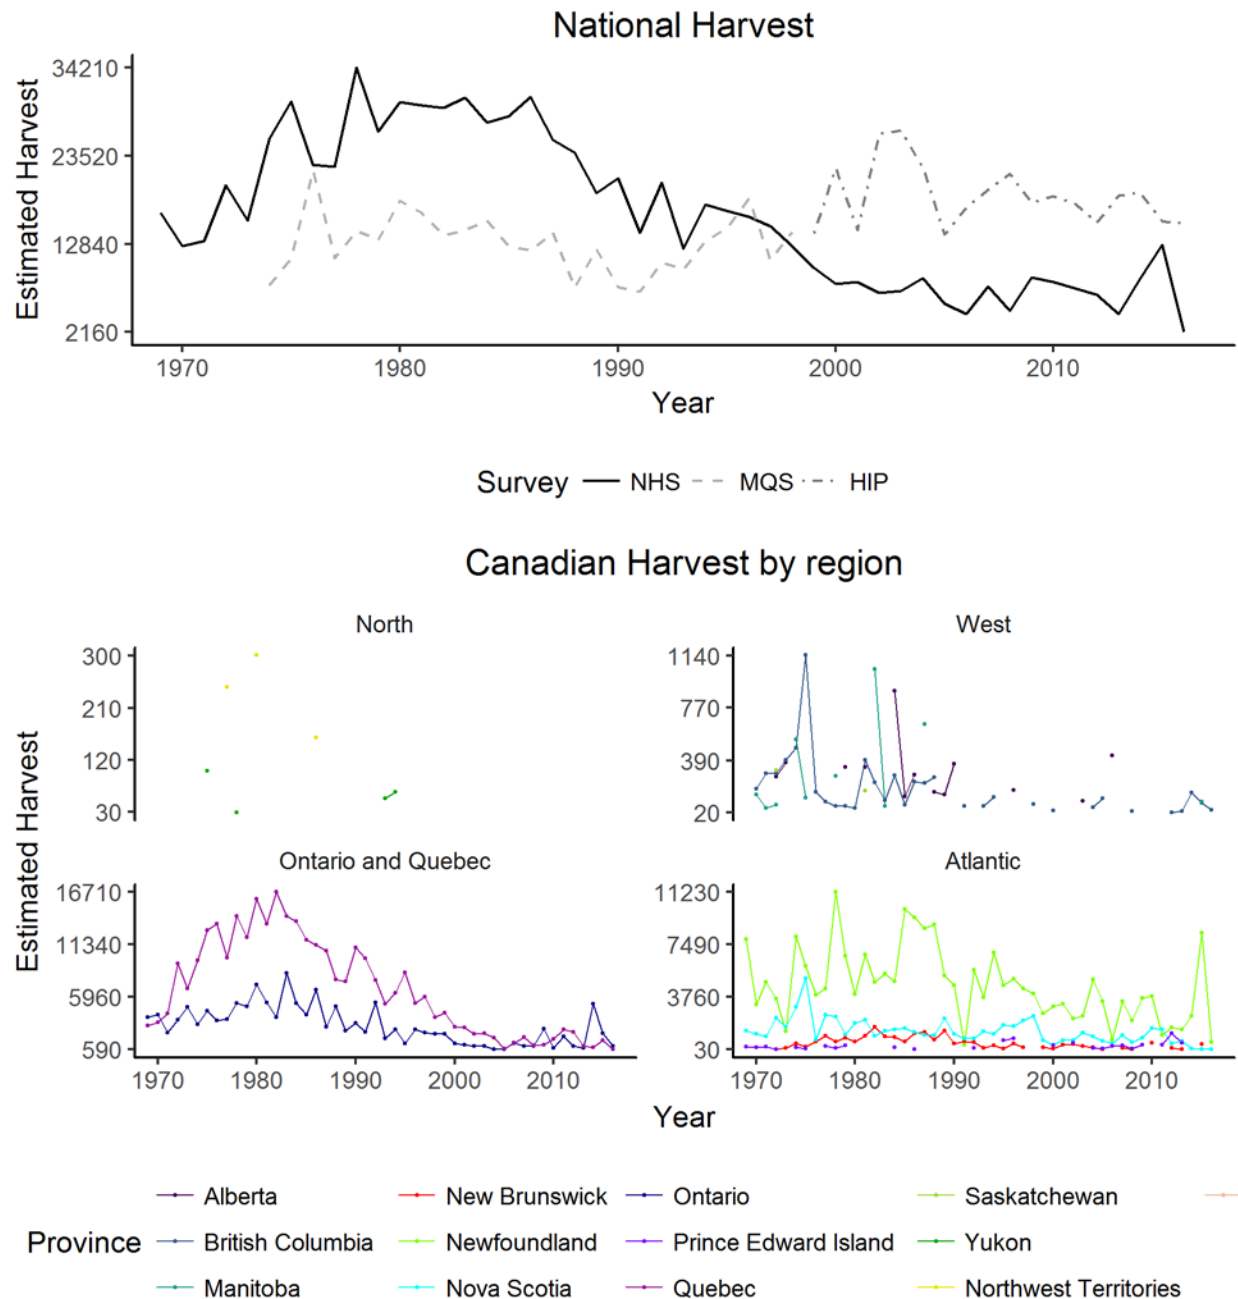 National Harvest
Estimated Harvest
34210
23520
12840
2160
1970 1980 1990 2000 2010
Year
Survey NHS MQS HIP
Canadian Harvest by region
Estimated Harvest
North
300
210
120
30
West
1140
770
390
20
Ontario and Quebec
16710
11340
5960
590
1970 1980 1990 2000 2010
Atlantic
11230
7490
3760
30
1970 1980 1990 2000 2010
Year
Province
Alberta New Brunswick Ontario Saskatchewan
British Columbia Newfoundland Prince Edward Island Yukon
Manitoba Nova Scotia Quebec Northwest Territories